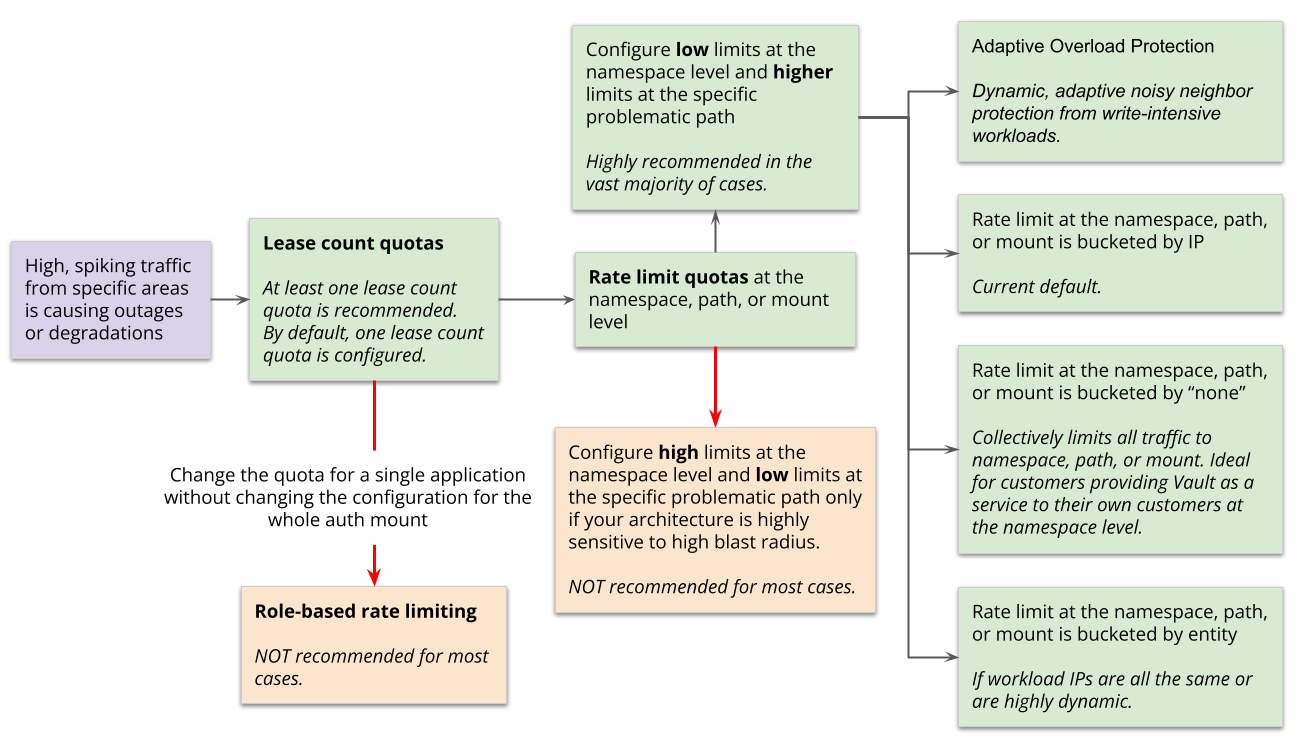 High, spiking traffic
from specific areas
is causing outages
or degradations
Lease count quotas
At least one lease count
quota is recommended.
By default, one lease count
quota is configured.
Change the quota for a single application
without changing the configuration for the
whole auth mount
Role-based rate limiting
NOT recommended for most
cases.
Configure low limits at the
namespace level and higher
limits at the specific
problematic path
Highly recommended in the
vast majority of cases.
Rate limit quotas at the
namespace, path, or mount
level
Configure high limits at the
namespace level and low limits at
the specific problematic path only
if your architecture is highly
sensitive to high blast radius.
NOT recommended for most cases.
Adaptive Overload Protection
Dynamic, adaptive noisy neighbor
protection from write-intensive
workloads.
Rate limit at the namespace, path,
or mount is bucketed by IP
Current default.
Rate limit at the namespace, path,
or mount is bucketed by “none”
Collectively limits all traffic to
namespace, path, or mount. Ideal
for customers providing Vault as a
service to their own customers at
the namespace level.
Rate limit at the namespace, path,
or mount is bucketed by entity
If workload IPs are all the same or
are highly dynamic.